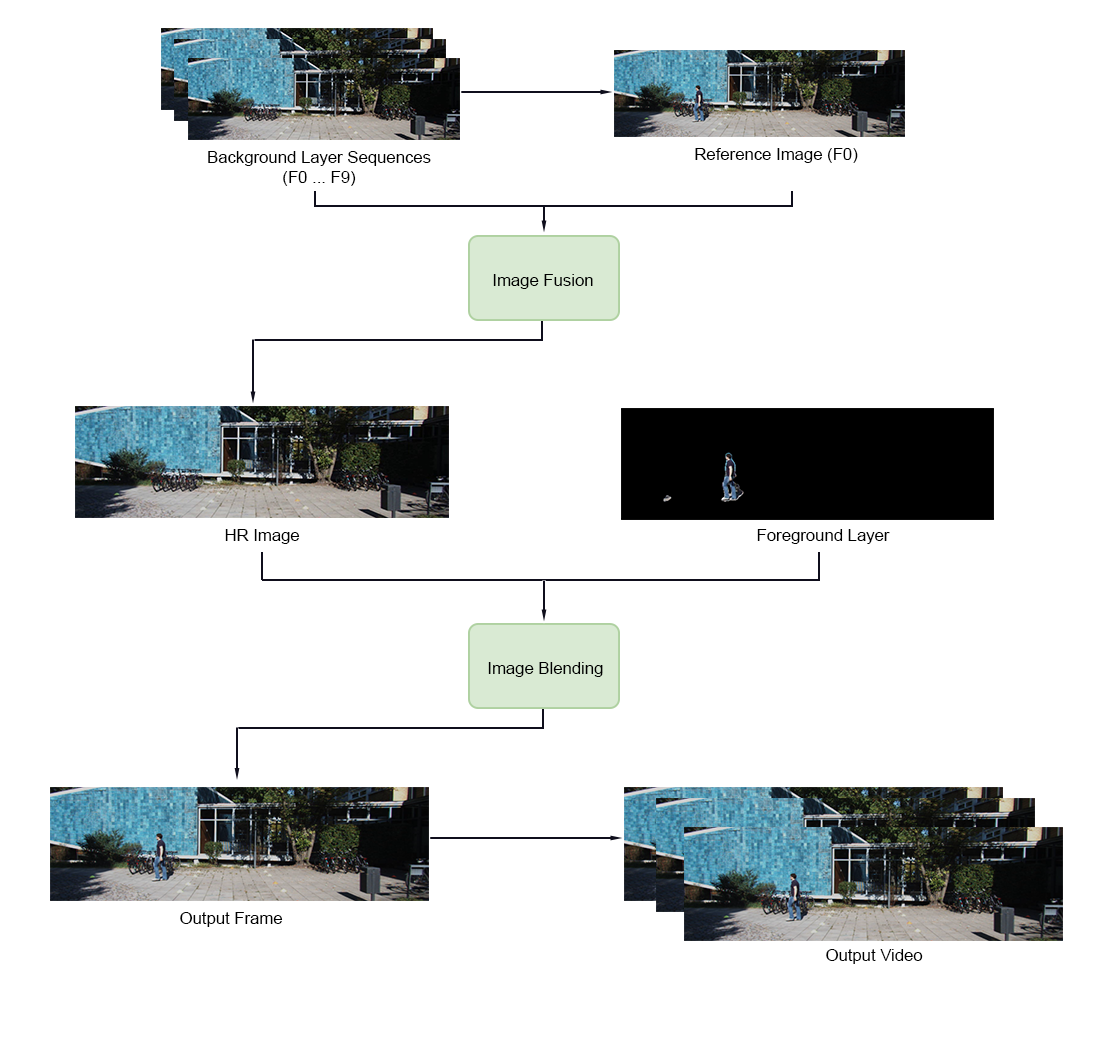 Background Layer Sequences
(F0 ... F9)
Reference Image (F0)
Image Fusion
HR Image
Foreground Layer
Image Blending
Output Frame
Output Video